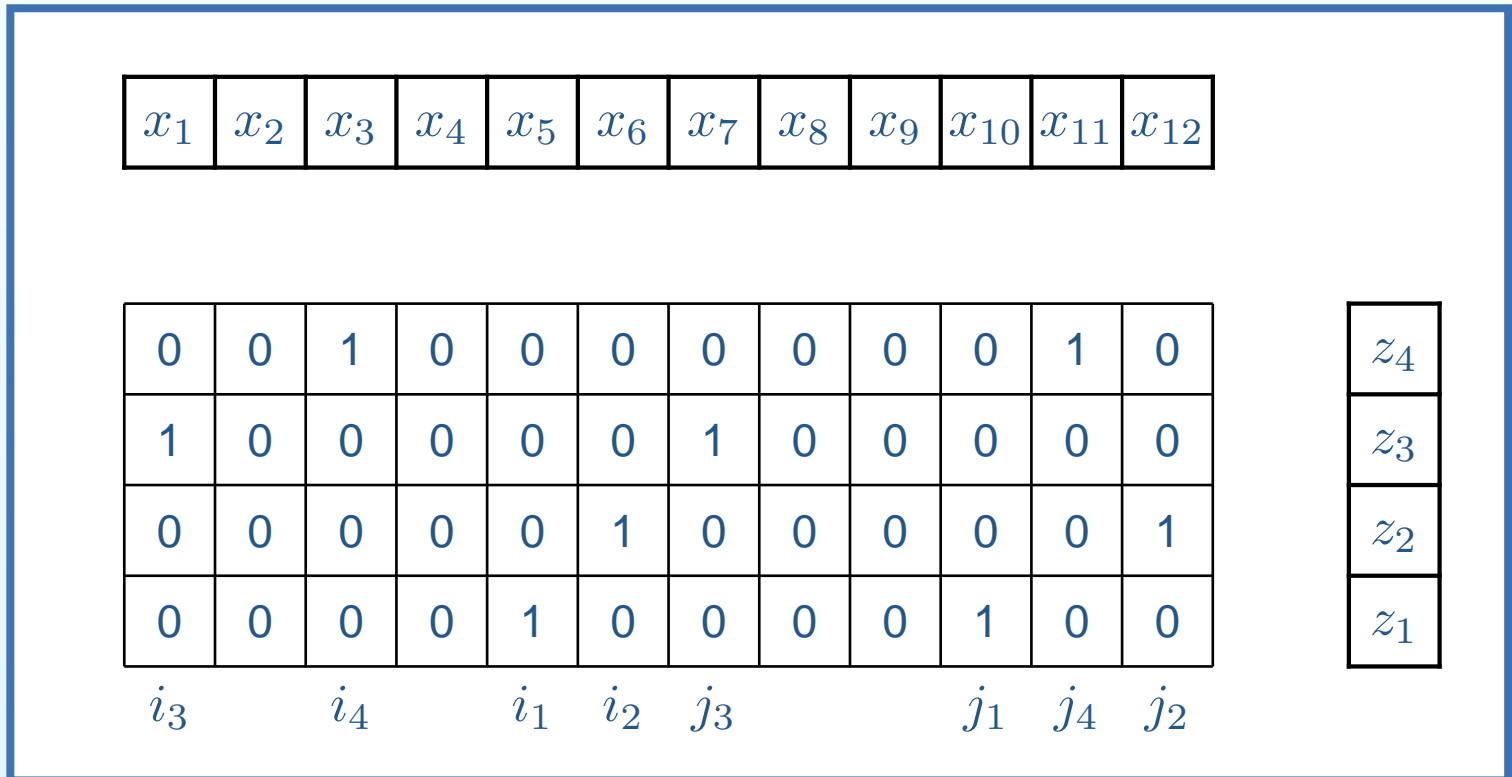 x₁ x₂ x₃ x₄ x₅ x₆ x₇ x₈ x₉ x₁₀ x₁₁ x₁₂
0 0 1 0 0 0 0 0 0 0 1 0 z₄
1 0 0 0 0 0 1 0 0 0 0 0 z₃
0 0 0 0 0 1 0 0 0 0 0 1 z₂
0 0 0 0 1 0 0 0 0 1 0 0 z₁
i₃ i₄ i₁ i₂ j₃ j₁ j₄ j₂